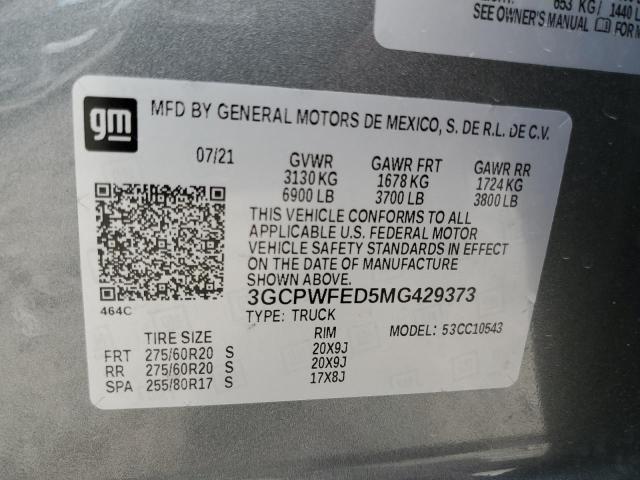 653 KG/ 1440 L
SEE OWNER'S MANUAL FOR M
gm
MFD BY GENERAL MOTORS DE MEXICO, S. DE R.L. DE C.V.
07/21 GVWR GAWR FRT GAWR RR
3130 KG 1678 KG 1724 KG
6900 LB 3700 LB 3800 LB
THIS VEHICLE CONFORMS TO ALL
APPLICABLE U.S. FEDERAL MOTOR
VEHICLE SAFETY STANDARDS IN EFFECT
ON THE DATE OF MANUFACTURE
SHOWN ABOVE.
3GCPWFED5MG429373
464C
TYPE: TRUCK
TIRE SIZE RIM MODEL: 53CC10543
FRT 275/60R20 S 20X9J
RR 275/60R20 S 20X9J
SPA 255/80R17 S 17X8J